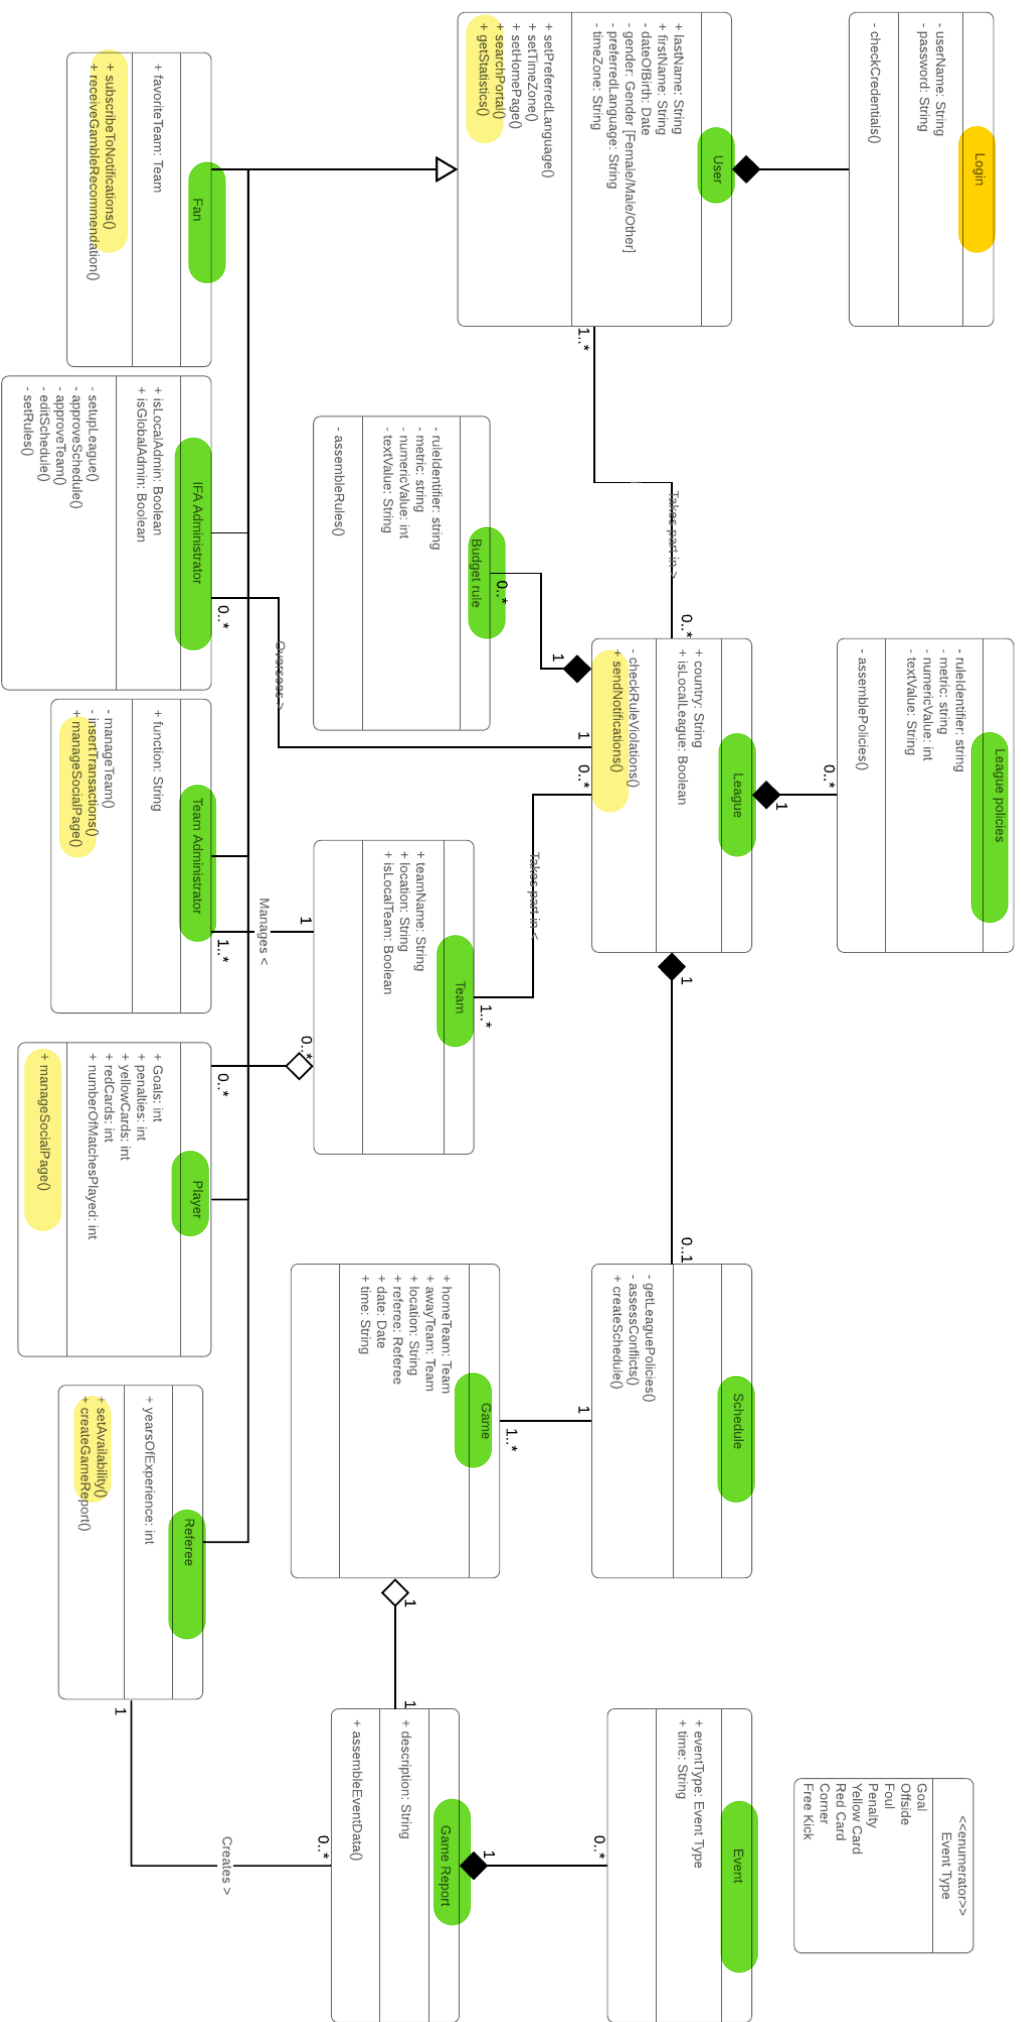 Login
- userName: String
- password: String
- checkCredentials()
User
+ lastName: String
+ firstName: String
- dateOfBirth: Date
- gender: Gender [Female/Male/Other]
- preferredLanguage: String
- timeZone: String
+ setPreferredLanguage()
+ setTimeZone()
+ setHomePage()
+ searchPortal()
+ getStatistics()
1..*
Takes part in >
0..*
League policies
- ruleIdentifier: string
- metric: string
- numericValue: int
- textValue: String
- assemblePolicies()
0..*
1
League
+ country: String
+ isLocalLeague: Boolean
- checkRuleViolations()
+ sendNotifications()
1
0..*
1
0..*
Budget rule
- ruleIdentifier: string
- metric: string
- numericValue: int
- textValue: String
- assembleRules()
Oversees >
Takes part in <
1..*
1
0..1
Schedule
- getLeaguePolicies()
- assessConflicts()
+ createSchedule()
1
1..*
<<enumerator>>
Event Type
Goal
Offside
Foul
Penalty
Yellow Card
Red Card
Corner
Free Kick
Event
+ eventType: Event Type
+ time: String
0..*
1
Team
+ teamName: String
+ location: String
+ isLocalTeam: Boolean
1
0..*
Game
+ homeTeam: Team
+ awayTeam: Team
+ location: String
+ referee: Referee
+ date: Date
+ time: String
1
1
Game Report
+ description: String
+ assembleEventData()
0..*
Manages <
Creates >
Fan
+ favoriteTeam: Team
+ subscribeToNotifications()
+ receiveGambleRecommendation()
0..*
IFA Administrator
+ isLocalAdmin: Boolean
+ isGlobalAdmin: Boolean
- setupLeague()
- approveSchedule()
- approveTeam()
- editSchedule()
- setRules()
1..*
Team Administrator
+ function: String
- manageTeam()
- insertTransactions()
+ manageSocialPage()
0..*
Player
+ Goals: int
+ penalties: int
+ yellowCards: int
+ redCards: int
+ numberOfMatchesPlayed: int
+ manageSocialPage()
Referee
+ yearsOfExperience: int
+ setAvailability()
+ createGameReport()
1